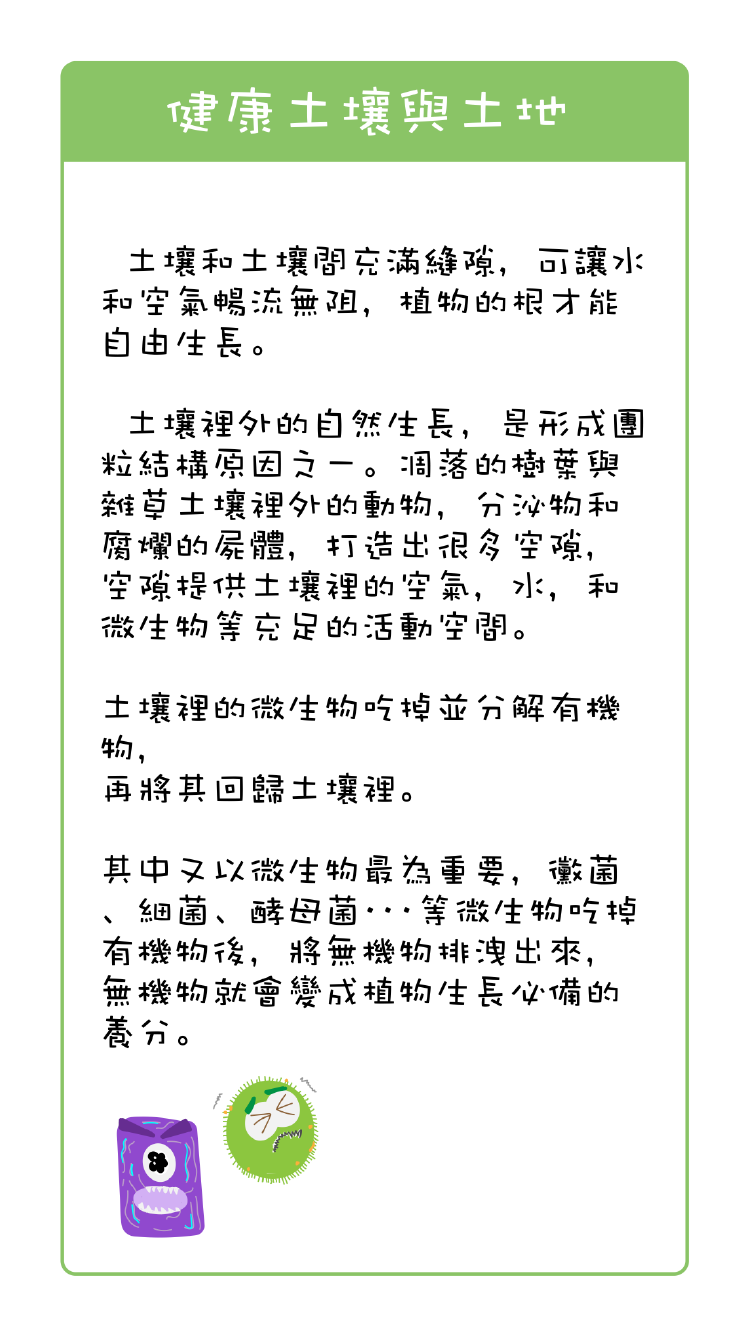 健康土壤與土地
土壤和土壤間充滿縫隙，可讓水
和空氣暢流無阻，植物的根才能
自由生長。
土壤裡外的自然生長，是形成團
粒結構原因之一。凋落的樹葉與
雜草土壤裡外的動物，分泌物和
腐爛的屍體，打造出很多空隙，
空隙提供土壤裡的空氣，水，和
微生物等充足的活動空間。
土壤裡的微生物吃掉並分解有機
物，
再將其回歸土壤裡。
其中又以微生物最為重要，黴菌
、細菌、酵母菌···等微生物吃掉
有機物後，將無機物排洩出來，
無機物就會變成植物生長必備的
養分。